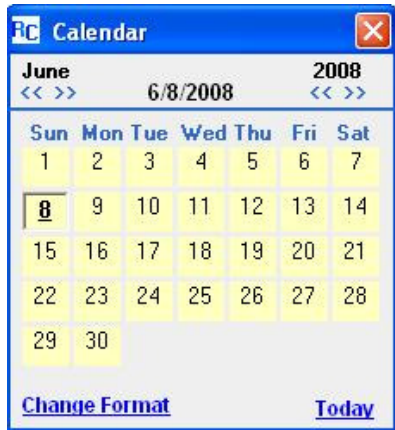 RC Calendar
June 2008
<< >> 6/8/2008 << >>
Sun Mon Tue Wed Thu Fri Sat
1 2 3 4 5 6 7
8 9 10 11 12 13 14
15 16 17 18 19 20 21
22 23 24 25 26 27 28
29 30
Change Format Today